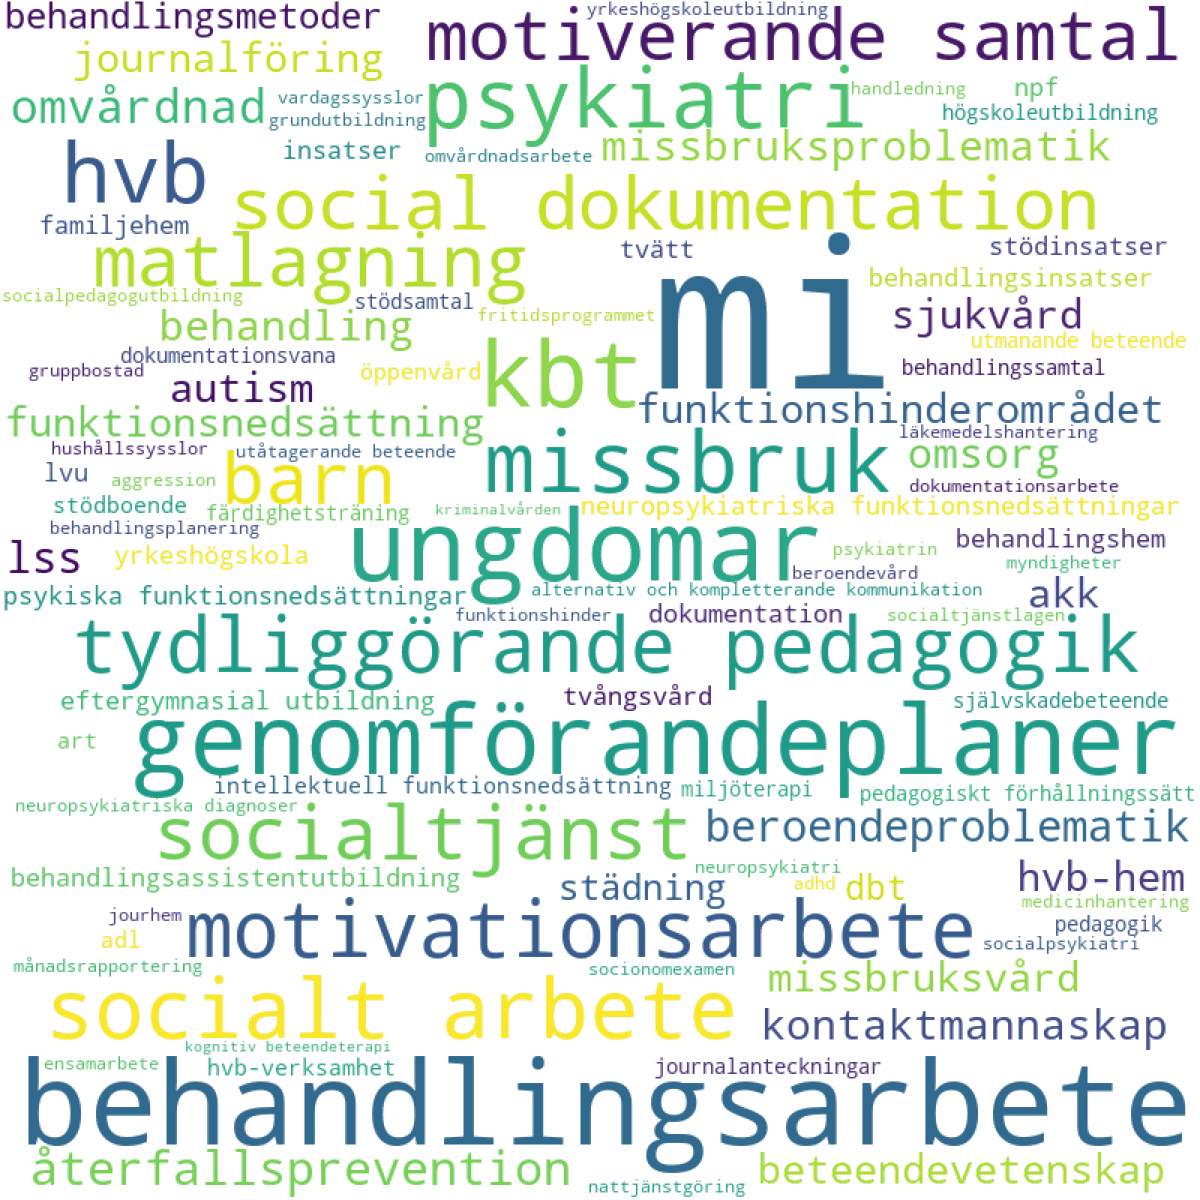 behandlingsmetoder
yrkeshögskoleutbildning
motiverande samtal
journalföring
psykiatri
handledning
npf
omvårdnad
vardagssysslor
grundutbildning
högskoleutbildning
hvb
insatser
omvårdnadsarbete
missbruksproblematik
social dokumentation
familjehem
matlagning
tvätt
mi
stödinsatser
behandlingsinsatser
socialpedagogutbildning
stödsamtal
fritidsprogrammet
sjukvård
behandling
utmanande beteende
dokumentationsvana
gruppbostad
öppenvård
kbt
behandlingssamtal
autism
funktionshinderområdet
funktionsnedsättning
läkemedelshantering
hushållssysslor
utåtagerande beteende
missbruk
omsorg
lvu
aggression
barn
dokumentationsarbete
stödboende
färdighetsträning
kriminalvården
neuropsykiatriska funktionsnedsättningar
behandlingsplanering
ungdomar
behandlingshem
lss
yrkeshögskola
psykiatrin
myndigheter
beroendevård
psykiska funktionsnedsättningar
alternativ och kompletterande kommunikation
akk
funktionshinder
dokumentation
socialtjänstlagen
tydliggörande pedagogik
eftergymnasial utbildning
tvångsvård
självskadebeteende
art
genomförandeplaner
intellektuell funktionsnedsättning
miljöterapi
pedagogiskt förhållningssätt
neuropsykiatriska diagnoser
socialtjänst
beroendeproblematik
behandlingsassistentutbildning
neuropsykiatri
städning
adhd
dbt
hvb-hem
medicinhantering
jourhem
motivationsarbete
pedagogik
adl
socialpsykiatri
månadsrapportering
socionomexamen
missbruksvård
socialt arbete
kontaktmannaskap
kognitiv beteendeterapi
ensamarbete
hvb-verksamhet
journalanteckningar
behandlingsarbete
återfallsprevention
nattjänstgöring
beteendevetenskap